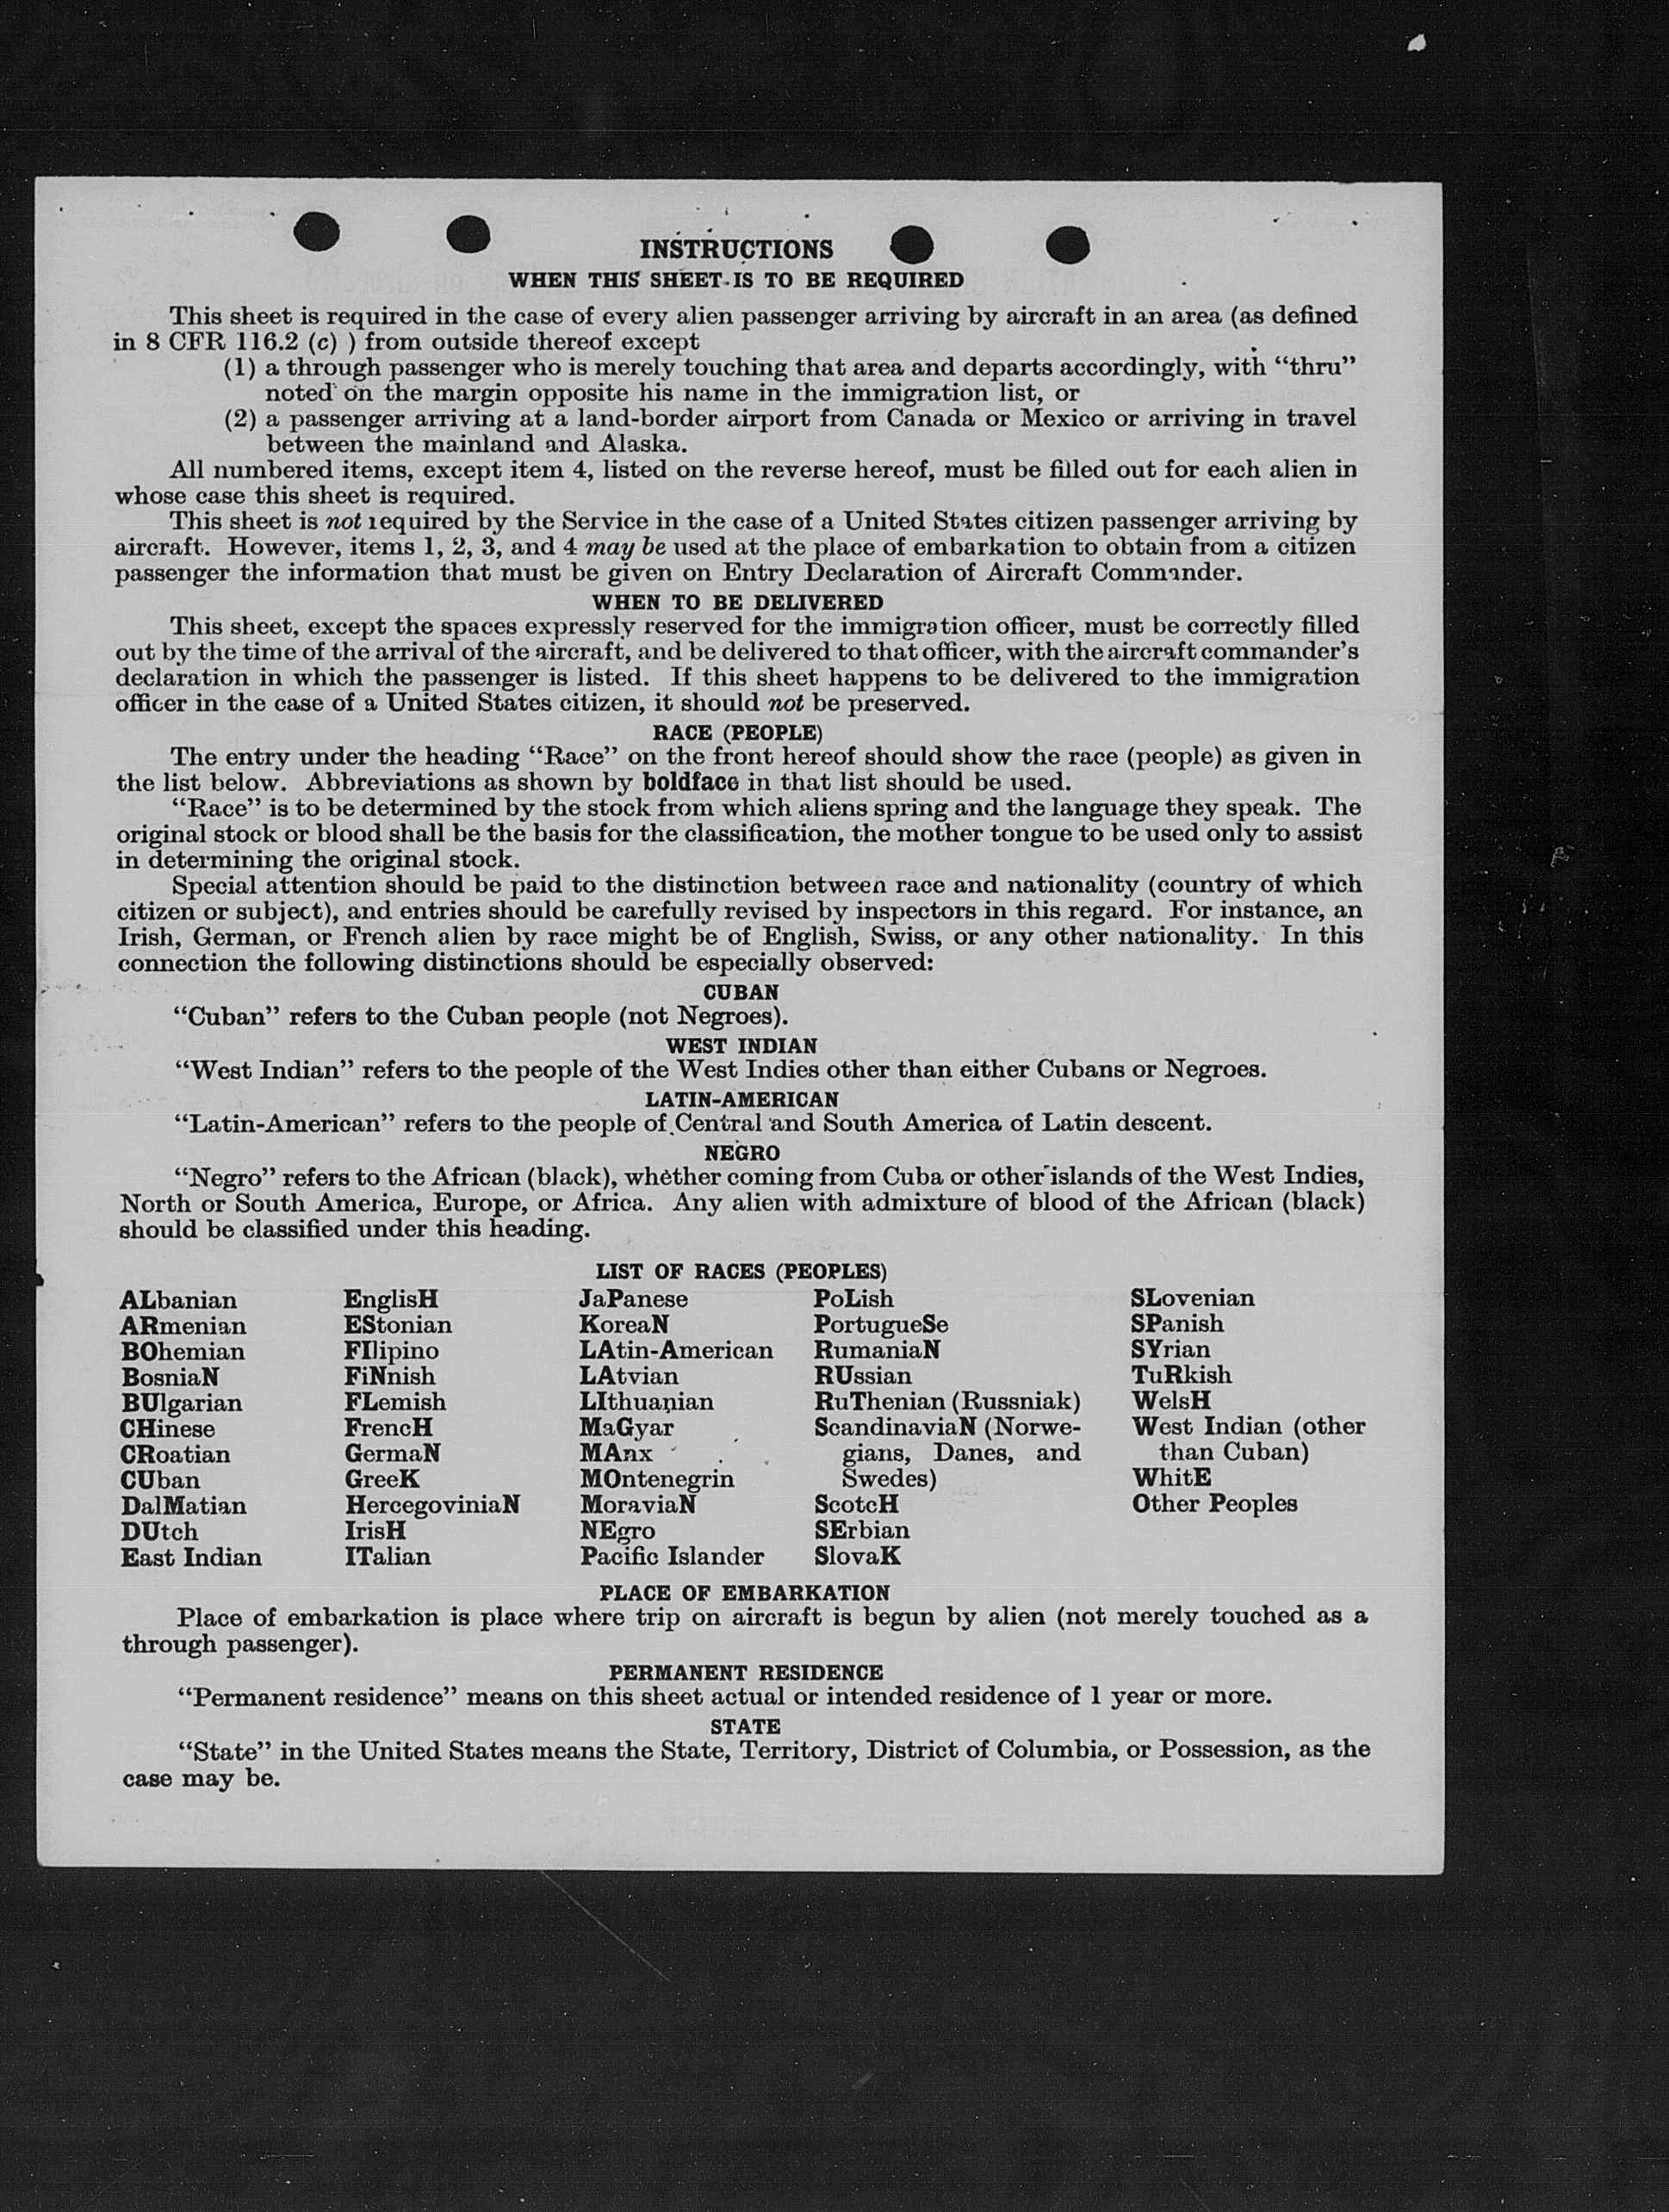 INSTRUCTIONS
WHEN THIS SHEET IS TO BE REQUIRED
This sheet is required in the case of every alien passenger arriving by aircraft in an area (as defined
in 8 CFR 116.2 (c) ) from outside thereof except
(1) a through passenger who is merely touching that area and departs accordingly, with “thru”
noted on the margin opposite his name in the immigration list, or
(2) a passenger arriving at a land-border airport from Canada or Mexico or arriving in travel
between the mainland and Alaska.
All numbered items, except item 4, listed on the reverse hereof, must be filled out for each alien in
whose case this sheet is required.
This sheet is not required by the Service in the case of a United States citizen passenger arriving by
aircraft. However, items 1, 2, 3, and 4 may be used at the place of embarkation to obtain from a citizen
passenger the information that must be given on Entry Declaration of Aircraft Commander.
WHEN TO BE DELIVERED
This sheet, except the spaces expressly reserved for the immigration officer, must be correctly filled
out by the time of the arrival of the aircraft, and be delivered to that officer, with the aircraft commander’s
declaration in which the passenger is listed. If this sheet happens to be delivered to the immigration
officer in the case of a United States citizen, it should not be preserved.
RACE (PEOPLE)
The entry under the heading “Race” on the front hereof should show the race (people) as given in
the list below. Abbreviations as shown by boldface in that list should be used.
“Race” is to be determined by the stock from which aliens spring and the language they speak. The
original stock or blood shall be the basis for the classification, the mother tongue to be used only to assist
in determining the original stock.
Special attention should be paid to the distinction between race and nationality (country of which
citizen or subject), and entries should be carefully revised by inspectors in this regard. For instance, an
Irish, German, or French alien by race might be of English, Swiss, or any other nationality. In this
connection the following distinctions should be especially observed:
CUBAN
“Cuban” refers to the Cuban people (not Negroes).
WEST INDIAN
“West Indian” refers to the people of the West Indies other than either Cubans or Negroes.
LATIN-AMERICAN
“Latin-American” refers to the people of Central and South America of Latin descent.
NEGRO
“Negro” refers to the African (black), whether coming from Cuba or other islands of the West Indies,
North or South America, Europe, or Africa. Any alien with admixture of blood of the African (black)
should be classified under this heading.
LIST OF RACES (PEOPLES)
ALbanian
ARmenian
BOhemian
BosniaN
BUlgarian
CHinese
CRoatian
CUban
DalMatian
DUtch
East Indian
EnglisH
EStonian
FIlipino
FiNnish
FLemish
FrencH
GermaN
GreeK
HercegoviniaN
IrisH
ITalian
JaPanese
KoreaN
LAtin-American
LAtvian
LIthuanian
MaGyar
MAnx
MOntenegrin
MoraviaN
NEgro
Pacific Islander
PoLish
PortugueSe
RumaniaN
RUssian
RuThenian (Russniak)
ScandinaviaN (Norwe-
gians, Danes, and
Swedes)
ScotcH
SErbian
SlovaK
SLovenian
SPanish
SYrian
TuRkish
WelsH
West Indian (other
than Cuban)
WhitE
Other Peoples
PLACE OF EMBARKATION
Place of embarkation is place where trip on aircraft is begun by alien (not merely touched as a
through passenger).
PERMANENT RESIDENCE
“Permanent residence” means on this sheet actual or intended residence of 1 year or more.
STATE
“State” in the United States means the State, Territory, District of Columbia, or Possession, as the
case may be.